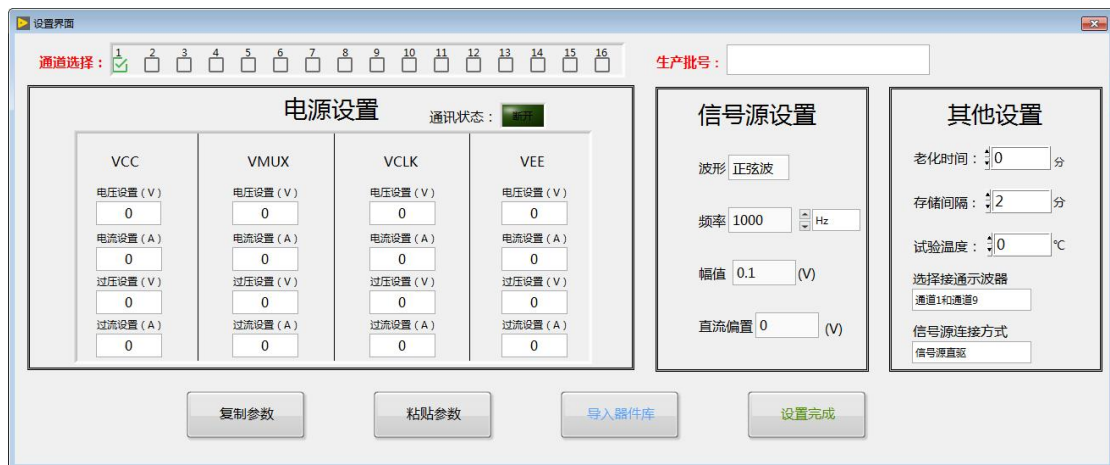 设置界面
通道选择： 1 2 3 4 5 6 7 8 9 10 11 12 13 14 15 16
生产批号：
电源设置 通讯状态： 断开
VCC VMUX VCLK VEE
电压设置（V） 电压设置（V） 电压设置（V） 电压设置（V）
0 0 0 0
电流设置（A） 电流设置（A） 电流设置（A） 电流设置（A）
0 0 0 0
过压设置（V） 过压设置（V） 过压设置（V） 过压设置（V）
0 0 0 0
过流设置（A） 过流设置（A） 过流设置（A） 过流设置（A）
0 0 0 0
信号源设置
波形 正弦波
频率 1000 Hz
幅值 0.1 (V)
直流偏置 0 (V)
其他设置
老化时间： 0 分
存储间隔： 2 分
试验温度： 0 ℃
选择接通示波器
通道1和通道9
信号源连接方式
信号源直驱
复制参数 粘贴参数 导入器件库 设置完成